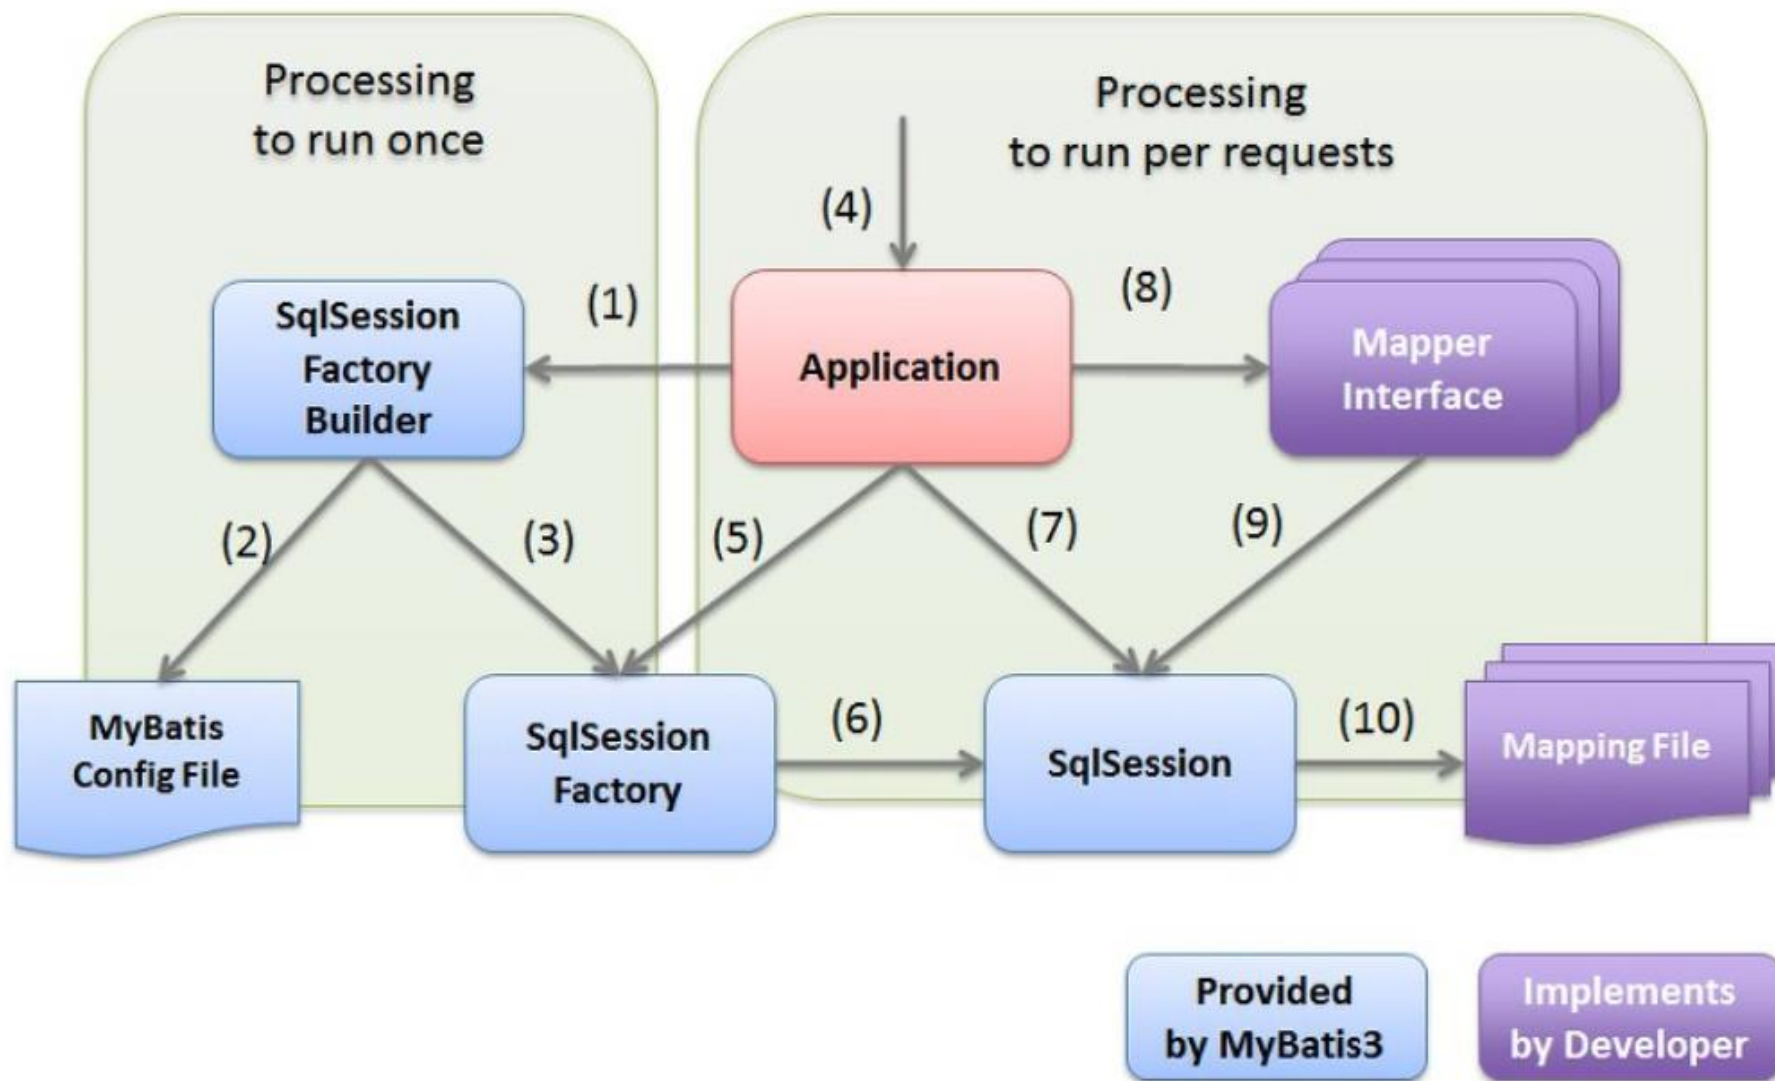 Processing
to run once
Processing
to run per requests
(4)
(1)
(8)
SqlSession
Factory
Builder
Application
Mapper
Interface
(2)
(3)
(5)
(7)
(9)
MyBatis
Config File
SqlSession
Factory
(6)
SqlSession
(10)
Mapping File
Provided
by MyBatis3
Implements
by Developer